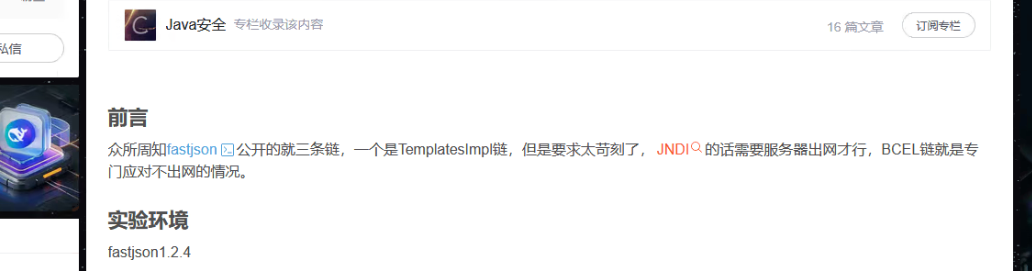 Java安全 专栏收录该内容 16 篇文章 订阅专栏
私信
前言
众所周知fastjson公开的就三条链，一个是TemplatesImpl链，但是要求太苛刻了，JNDI的话需要服务器出网才行，BCEL链就是专
门应对不出网的情况。
实验环境
fastjson1.2.4